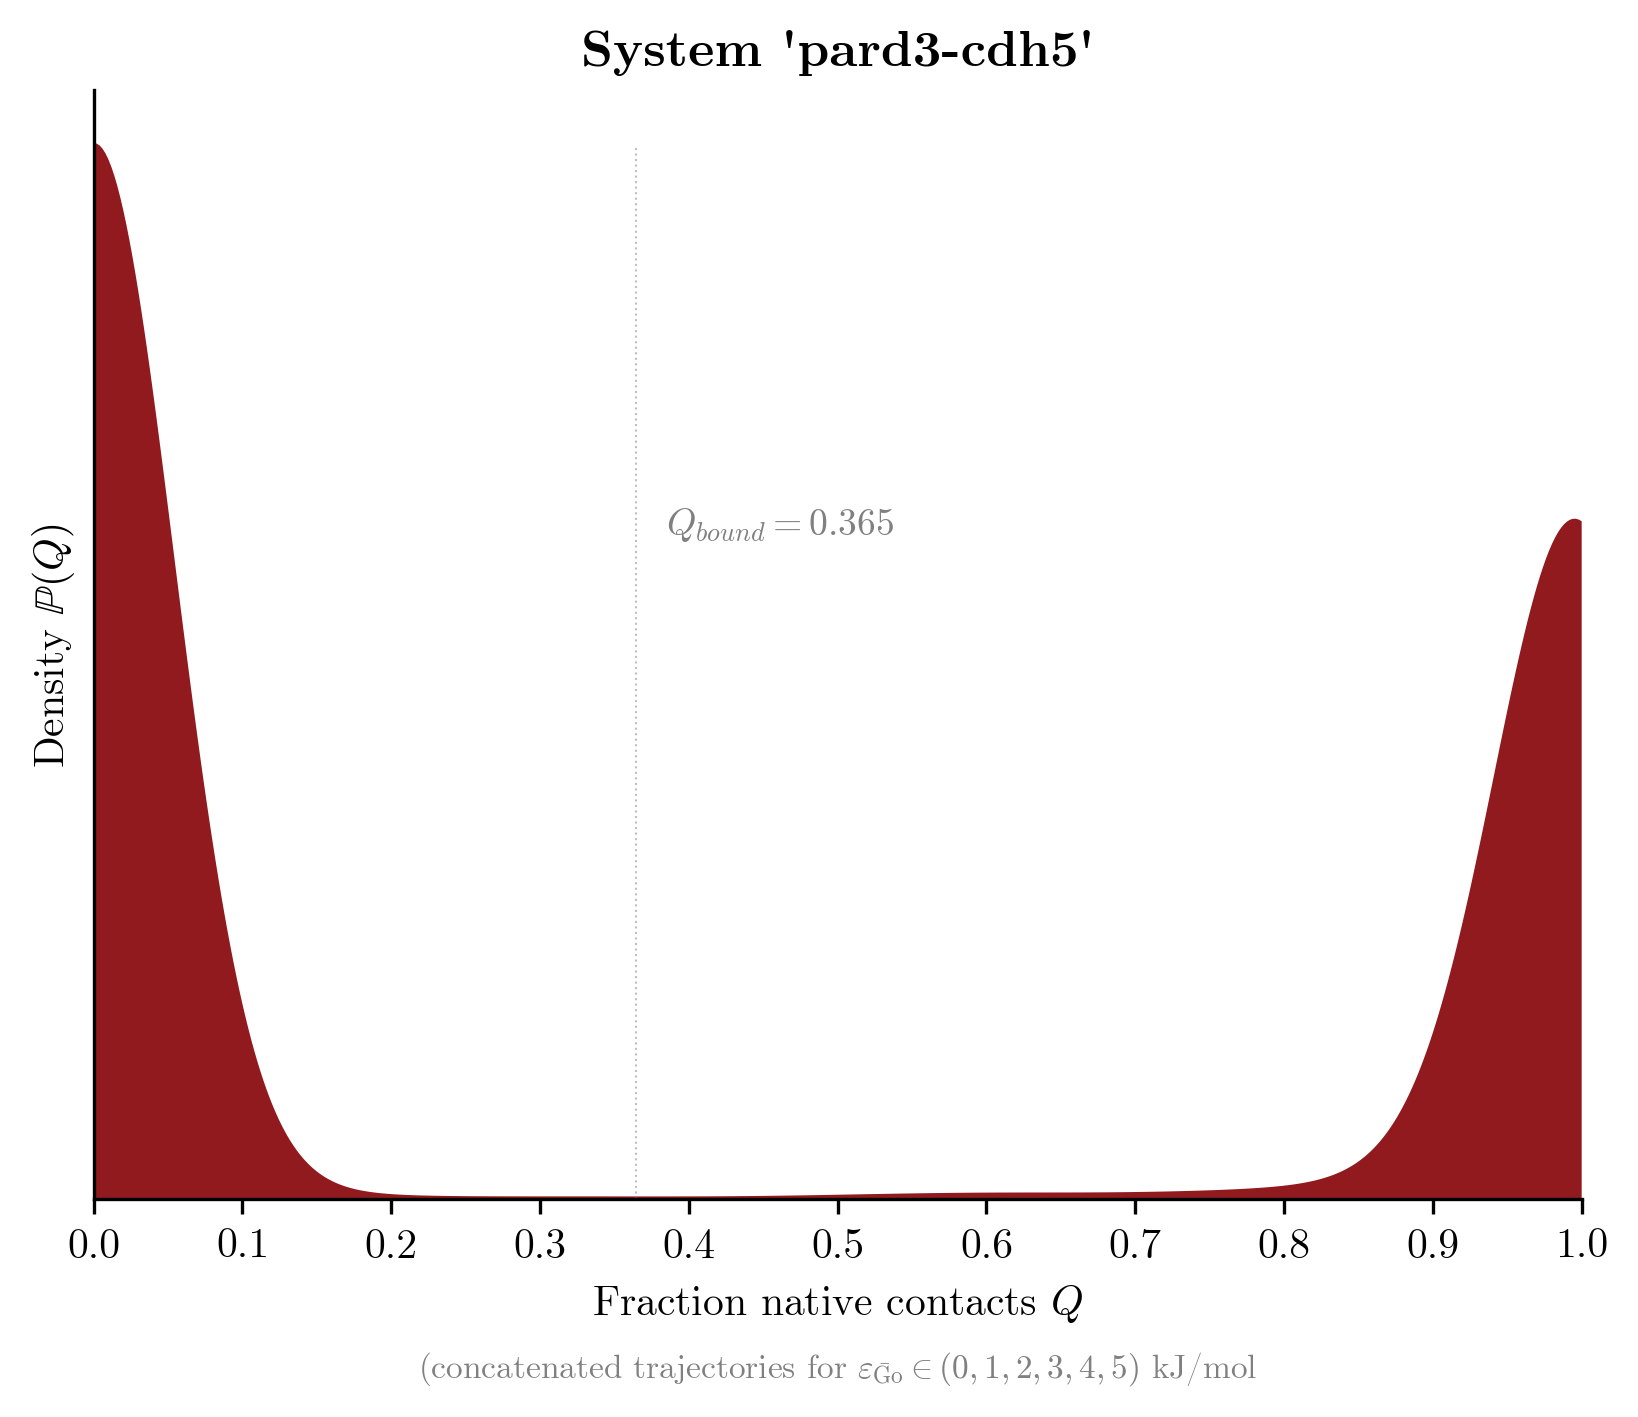 System 'pard3-cdh5'
Density ℙ(Q)
Q_bound = 0.365
0.0 0.1 0.2 0.3 0.4 0.5 0.6 0.7 0.8 0.9 1.0
Fraction native contacts Q
(concatenated trajectories for ε_Ḡo ∈ (0, 1, 2, 3, 4, 5) kJ/mol